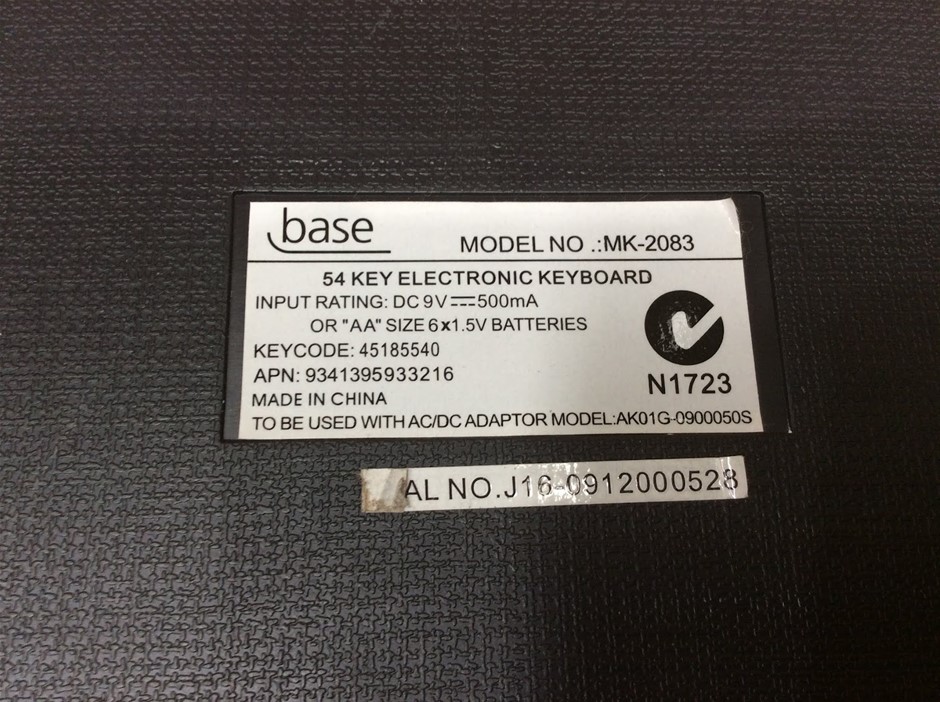 base
MODEL NO .:MK-2083
54 KEY ELECTRONIC KEYBOARD
INPUT RATING: DC 9V⎓500mA
OR "AA" SIZE 6x1.5V BATTERIES
KEYCODE: 45185540
APN: 9341395933216
MADE IN CHINA
N1723
TO BE USED WITH AC/DC ADAPTOR MODEL:AK01G-0900050S
AL NO.J16-0912000528